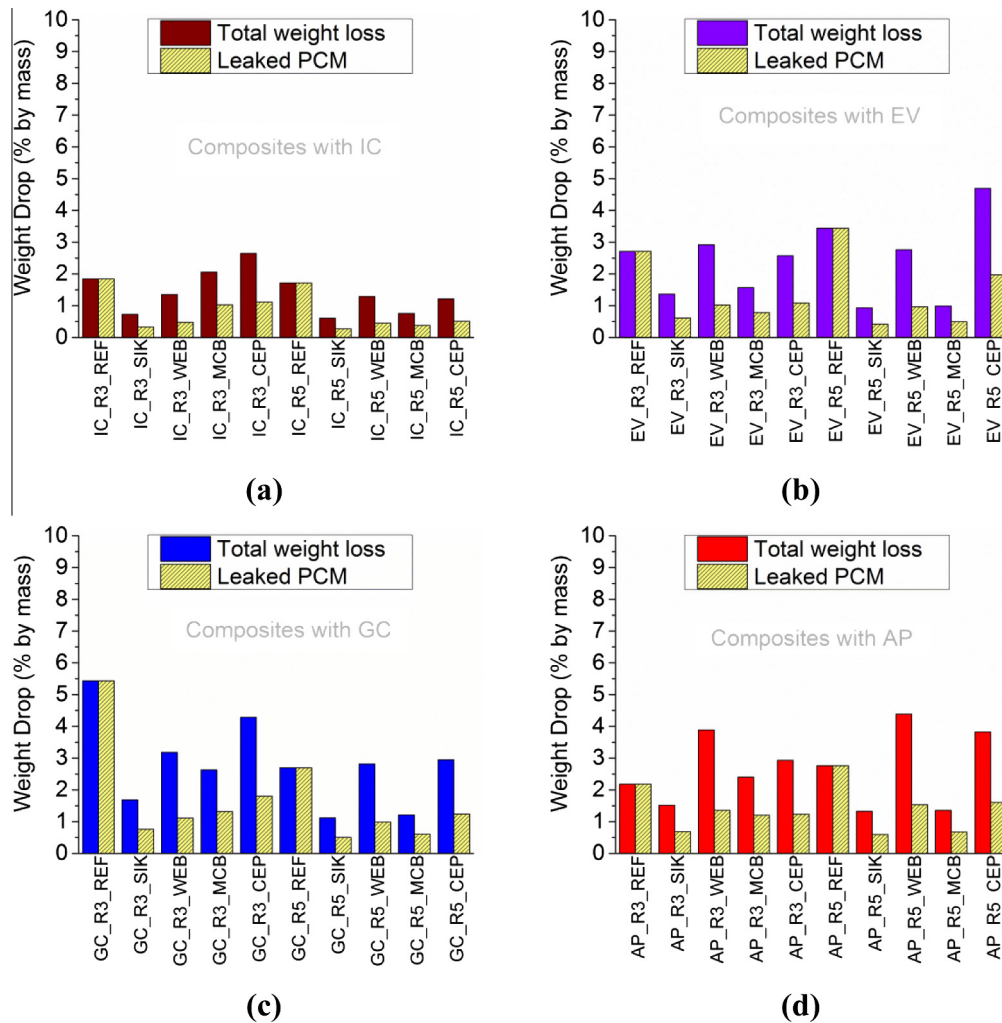 Total weight loss
Leaked PCM
Composites with IC
Weight Drop (% by mass)
10
9
8
7
6
5
4
3
2
1
0
IC_R3_REF
IC_R3_SIK
IC_R3_WEB
IC_R3_MCB
IC_R3_CEP
IC_R5_REF
IC_R5_SIK
IC_R5_WEB
IC_R5_MCB
IC_R5_CEP
(a)
Total weight loss
Leaked PCM
Composites with EV
Weight Drop (% by mass)
10
9
8
7
6
5
4
3
2
1
0
EV_R3_REF
EV_R3_SIK
EV_R3_WEB
EV_R3_MCB
EV_R3_CEP
EV_R5_REF
EV_R5_SIK
EV_R5_WEB
EV_R5_MCB
EV_R5_CEP
(b)
Total weight loss
Leaked PCM
Composites with GC
Weight Drop (% by mass)
10
9
8
7
6
5
4
3
2
1
0
GC_R3_REF
GC_R3_SIK
GC_R3_WEB
GC_R3_MCB
GC_R3_CEP
GC_R5_REF
GC_R5_SIK
GC_R5_WEB
GC_R5_MCB
GC_R5_CEP
(c)
Total weight loss
Leaked PCM
Composites with AP
Weight Drop (% by mass)
10
9
8
7
6
5
4
3
2
1
0
AP_R3_REF
AP_R3_SIK
AP_R3_WEB
AP_R3_MCB
AP_R3_CEP
AP_R5_REF
AP_R5_SIK
AP_R5_WEB
AP_R5_MCB
AP_R5_CEP
(d)